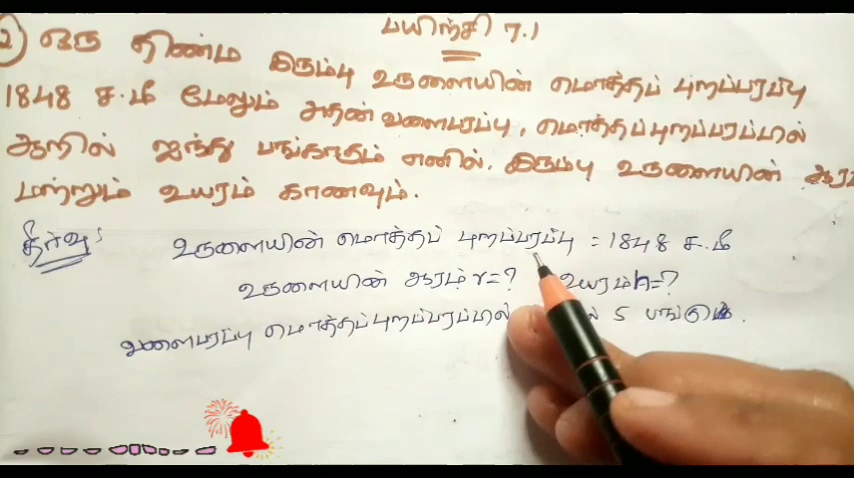 பயிற்சி 7.1
2) ஒரு திண்ம இரும்பு உருளையின் மொத்தப் புறப்பரப்பு
1848 ச.மீ மேலும் அதன் வளைபரப்பு, மொத்தப்புறப்பரப்பில்
ஆறில் ஐந்து பங்காகும் எனில், இரும்பு உருளையின்
மற்றும் உயரம் காணவும்.
தீர்வு: உருளையின் மொத்தப் புறப்பரப்பு = 1848 ச.மீ
உருளையின் ஆரம் r=? உயரம் h=?
வளைபரப்பு மொத்தப்புறப்பரப்பில் 5 பங்கு